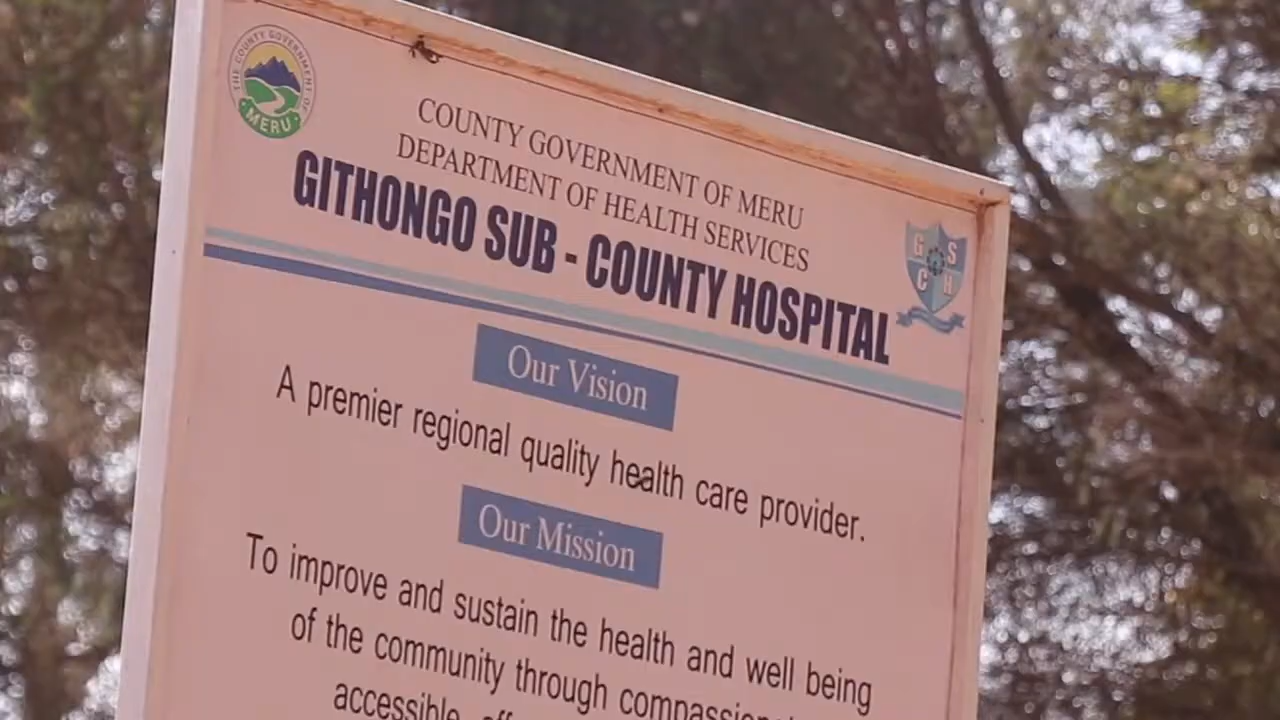 THE COUNTY GOVERNMENT OF
MERU
COUNTY GOVERNMENT OF MERU
DEPARTMENT OF HEALTH SERVICES
GITHONGO SUB - COUNTY HOSPITAL
G S
C H
Our Vision
A premier regional quality health care provider.
Our Mission
To improve and sustain the health and well being
of the community through
accessible